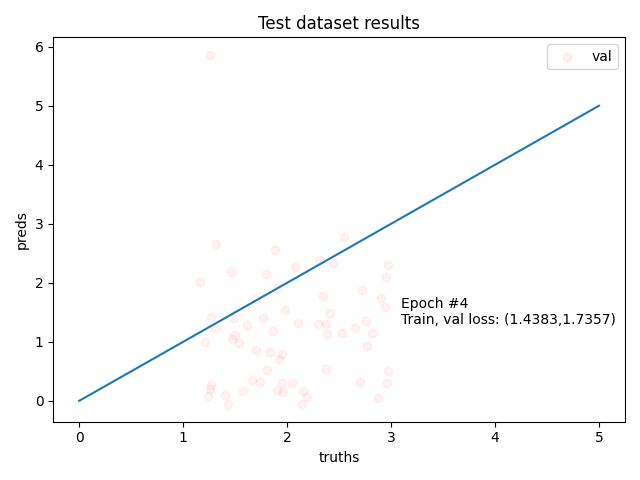 Test dataset results
val
preds
6
5
4
3
2
1
0
Epoch #4
Train, val loss: (1.4383,1.7357)
0 1 2 3 4 5
truths